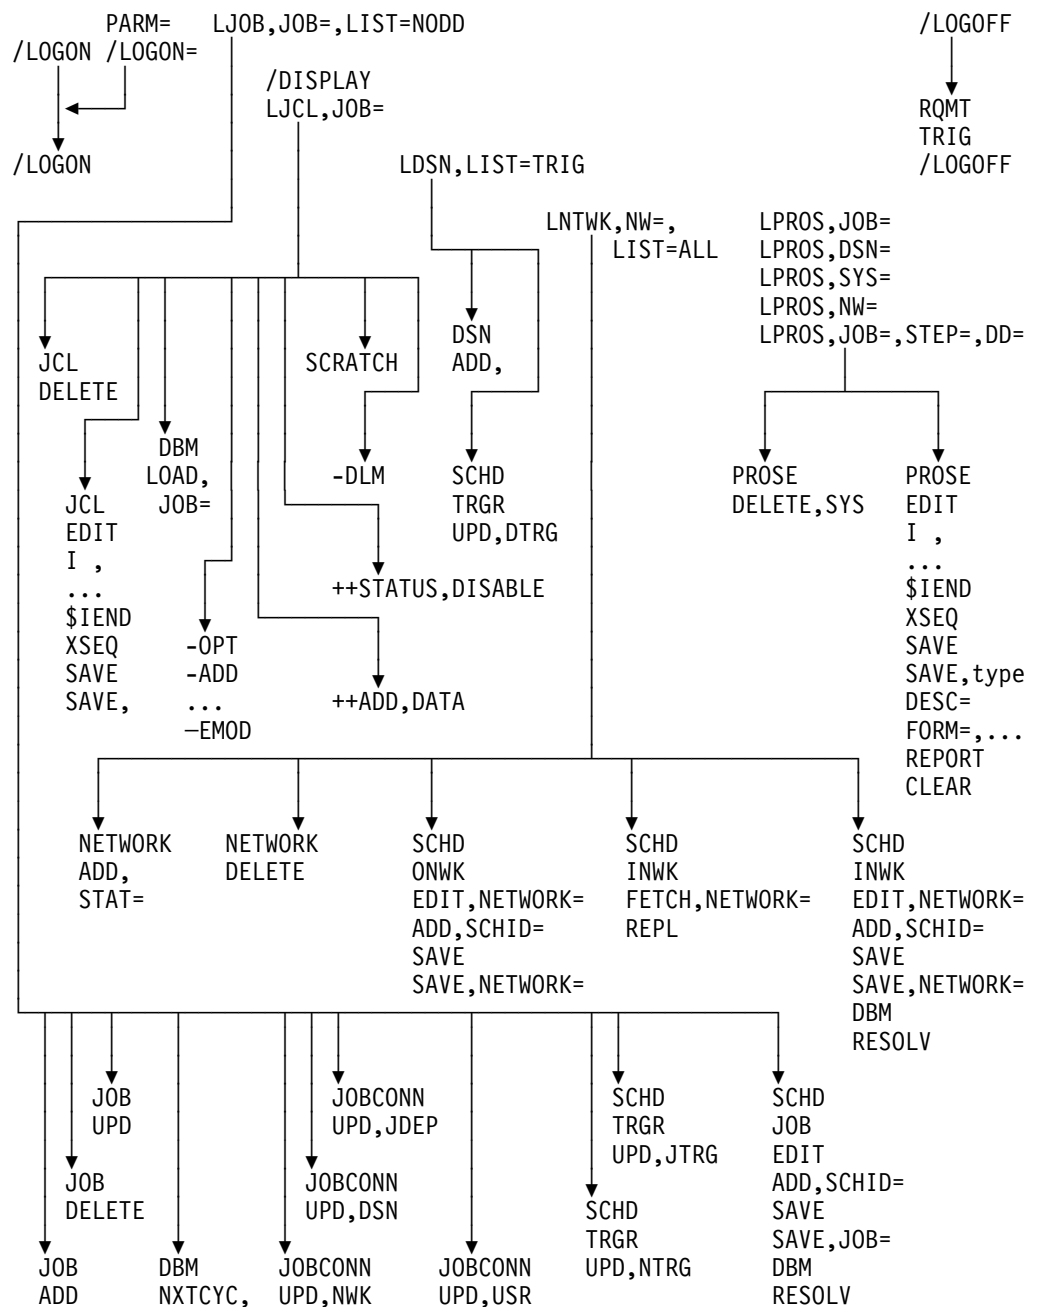 PARM=
/LOGON /LOGON=
/LOGON
LJOB,JOB=,LIST=NODD
/DISPLAY
LJCL,JOB=
/LOGOFF
RQMT
TRIG
/LOGOFF
LDSN,LIST=TRIG
LNTWK,NW=,
LIST=ALL
LPROS,JOB=
LPROS,DSN=
LPROS,SYS=
LPROS,NW=
LPROS,JOB=,STEP=,DD=
JCL
DELETE
SCRATCH
DSN
ADD,
JCL
EDIT
I ,
...
$IEND
XSEQ
SAVE
SAVE,
DBM
LOAD,
JOB=
-OPT
-ADD
...
—EMOD
-DLM
++STATUS,DISABLE
++ADD,DATA
SCHD
TRGR
UPD,DTRG
PROSE
DELETE,SYS
PROSE
EDIT
I ,
...
$IEND
XSEQ
SAVE
SAVE,type
DESC=
FORM=,...
REPORT
CLEAR
NETWORK
ADD,
STAT=
NETWORK
DELETE
SCHD
ONWK
EDIT,NETWORK=
ADD,SCHID=
SAVE
SAVE,NETWORK=
SCHD
INWK
FETCH,NETWORK=
REPL
SCHD
INWK
EDIT,NETWORK=
ADD,SCHID=
SAVE
SAVE,NETWORK=
DBM
RESOLV
JOB
UPD
JOB
DELETE
JOB
ADD
DBM
NXTCYC,
JOBCONN
UPD,JDEP
JOBCONN
UPD,DSN
JOBCONN
UPD,NWK
JOBCONN
UPD,USR
SCHD
TRGR
UPD,JTRG
SCHD
TRGR
UPD,NTRG
SCHD
JOB
EDIT
ADD,SCHID=
SAVE
SAVE,JOB=
DBM
RESOLV